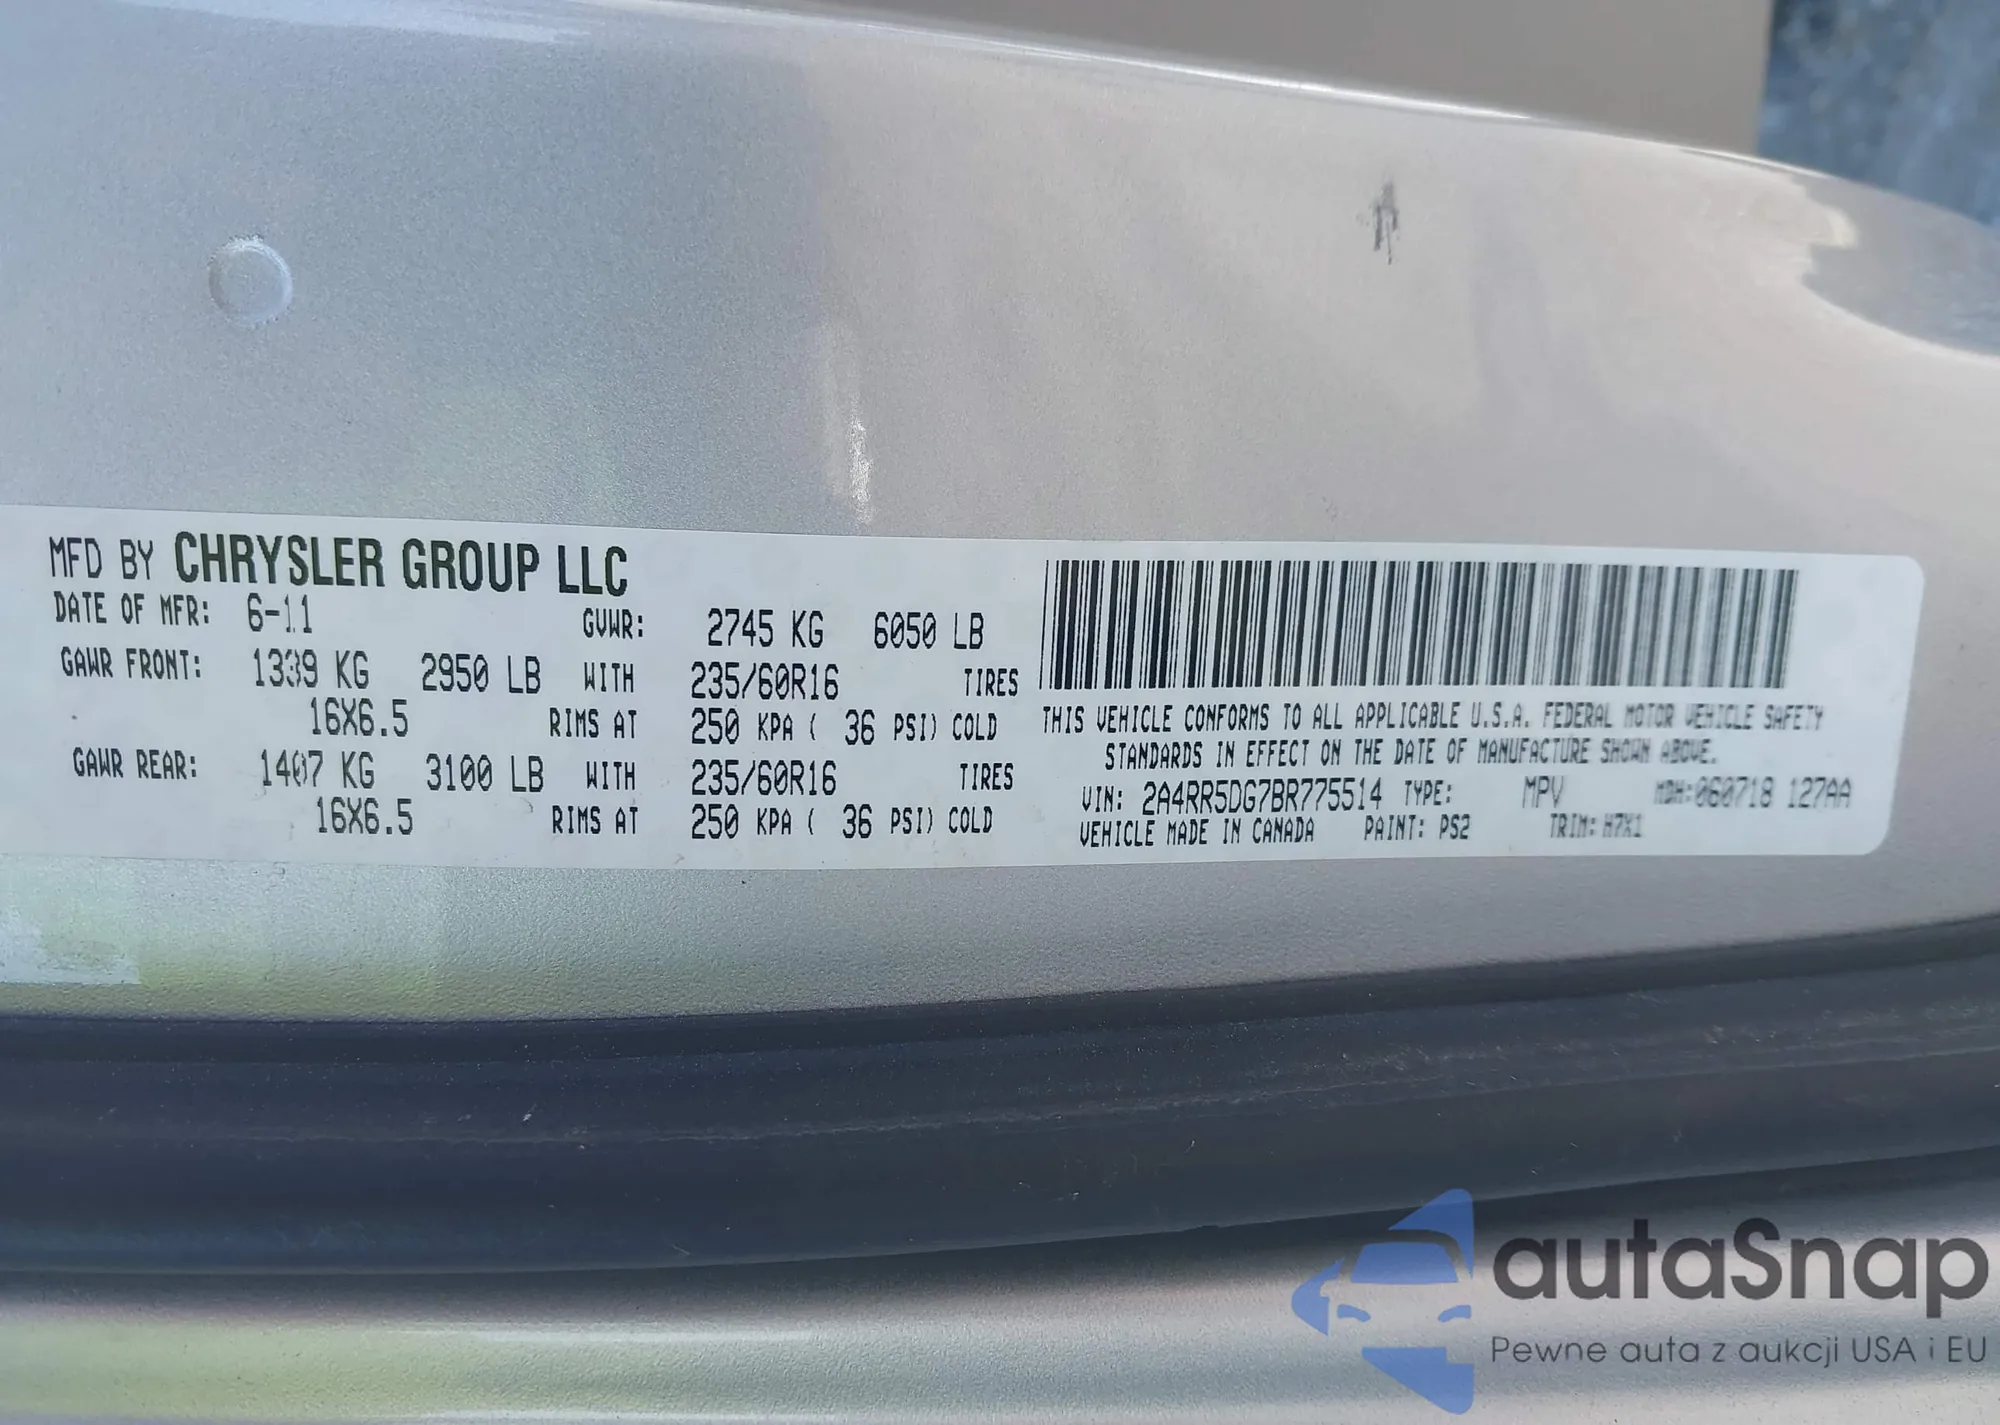 MFD BY CHRYSLER GROUP LLC
DATE OF MFR: 6-11 GVWR: 2745 KG 6050 LB
GAWR FRONT: 1339 KG 2950 LB WITH 235/60R16 TIRES
16X6.5 RIMS AT 250 KPA ( 36 PSI) COLD
GAWR REAR: 1407 KG 3100 LB WITH 235/60R16 TIRES
16X6.5 RIMS AT 250 KPA ( 36 PSI) COLD
THIS VEHICLE CONFORMS TO ALL APPLICABLE U.S.A. FEDERAL MOTOR VEHICLE SAFETY
STANDARDS IN EFFECT ON THE DATE OF MANUFACTURE SHOWN ABOVE.
VIN: 2A4RR5DG7BR775514 TYPE: MPV MDH:060718 127AA
VEHICLE MADE IN CANADA PAINT: PS2 TRIM: H7X1
autaSnap
Pewne auta z aukcji USA i EU